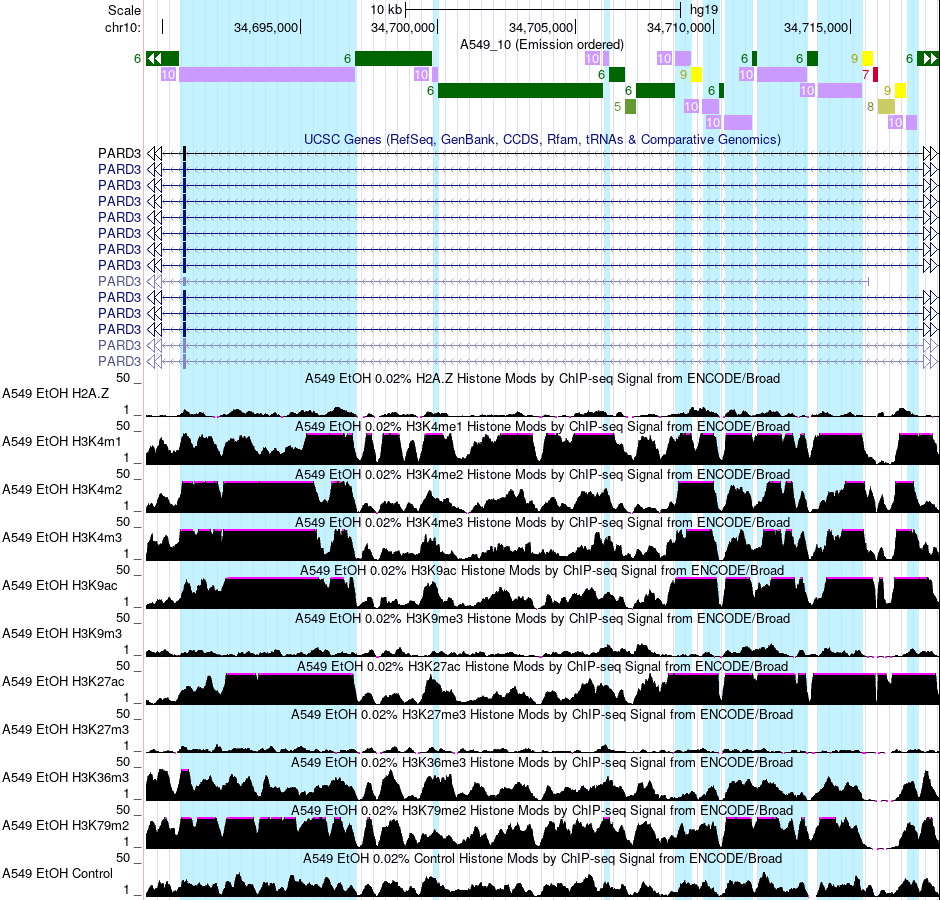 Scale 10 kb hg19
chr10: 34,695,000 34,700,000 34,705,000 34,710,000 34,715,000
A549_10 (Emission ordered)
6 6 10 10 6 6 9 6
10 10 6 9 10 7
6 6 6 10
5 10 9 8
10 10
UCSC Genes (RefSeq, GenBank, CCDS, Rfam, tRNAs & Comparative Genomics)
PARD3
PARD3
PARD3
PARD3
PARD3
PARD3
PARD3
PARD3
PARD3
PARD3
PARD3
PARD3
PARD3
PARD3
A549 EtOH 0.02% H2A.Z Histone Mods by ChIP-seq Signal from ENCODE/Broad
50 _
A549 EtOH H2A.Z
1 _
A549 EtOH 0.02% H3K4me1 Histone Mods by ChIP-seq Signal from ENCODE/Broad
50 _
A549 EtOH H3K4m1
1 _
A549 EtOH 0.02% H3K4me2 Histone Mods by ChIP-seq Signal from ENCODE/Broad
50 _
A549 EtOH H3K4m2
1 _
A549 EtOH 0.02% H3K4me3 Histone Mods by ChIP-seq Signal from ENCODE/Broad
50 _
A549 EtOH H3K4m3
1 _
A549 EtOH 0.02% H3K9ac Histone Mods by ChIP-seq Signal from ENCODE/Broad
50 _
A549 EtOH H3K9ac
1 _
A549 EtOH 0.02% H3K9me3 Histone Mods by ChIP-seq Signal from ENCODE/Broad
50 _
A549 EtOH H3K9m3
1 _
A549 EtOH 0.02% H3K27ac Histone Mods by ChIP-seq Signal from ENCODE/Broad
50 _
A549 EtOH H3K27ac
1 _
A549 EtOH 0.02% H3K27me3 Histone Mods by ChIP-seq Signal from ENCODE/Broad
50 _
A549 EtOH H3K27m3
1 _
A549 EtOH 0.02% H3K36me3 Histone Mods by ChIP-seq Signal from ENCODE/Broad
50 _
A549 EtOH H3K36m3
1 _
A549 EtOH 0.02% H3K79me2 Histone Mods by ChIP-seq Signal from ENCODE/Broad
50 _
A549 EtOH H3K79m2
1 _
A549 EtOH 0.02% Control Histone Mods by ChIP-seq Signal from ENCODE/Broad
50 _
A549 EtOH Control
1 _